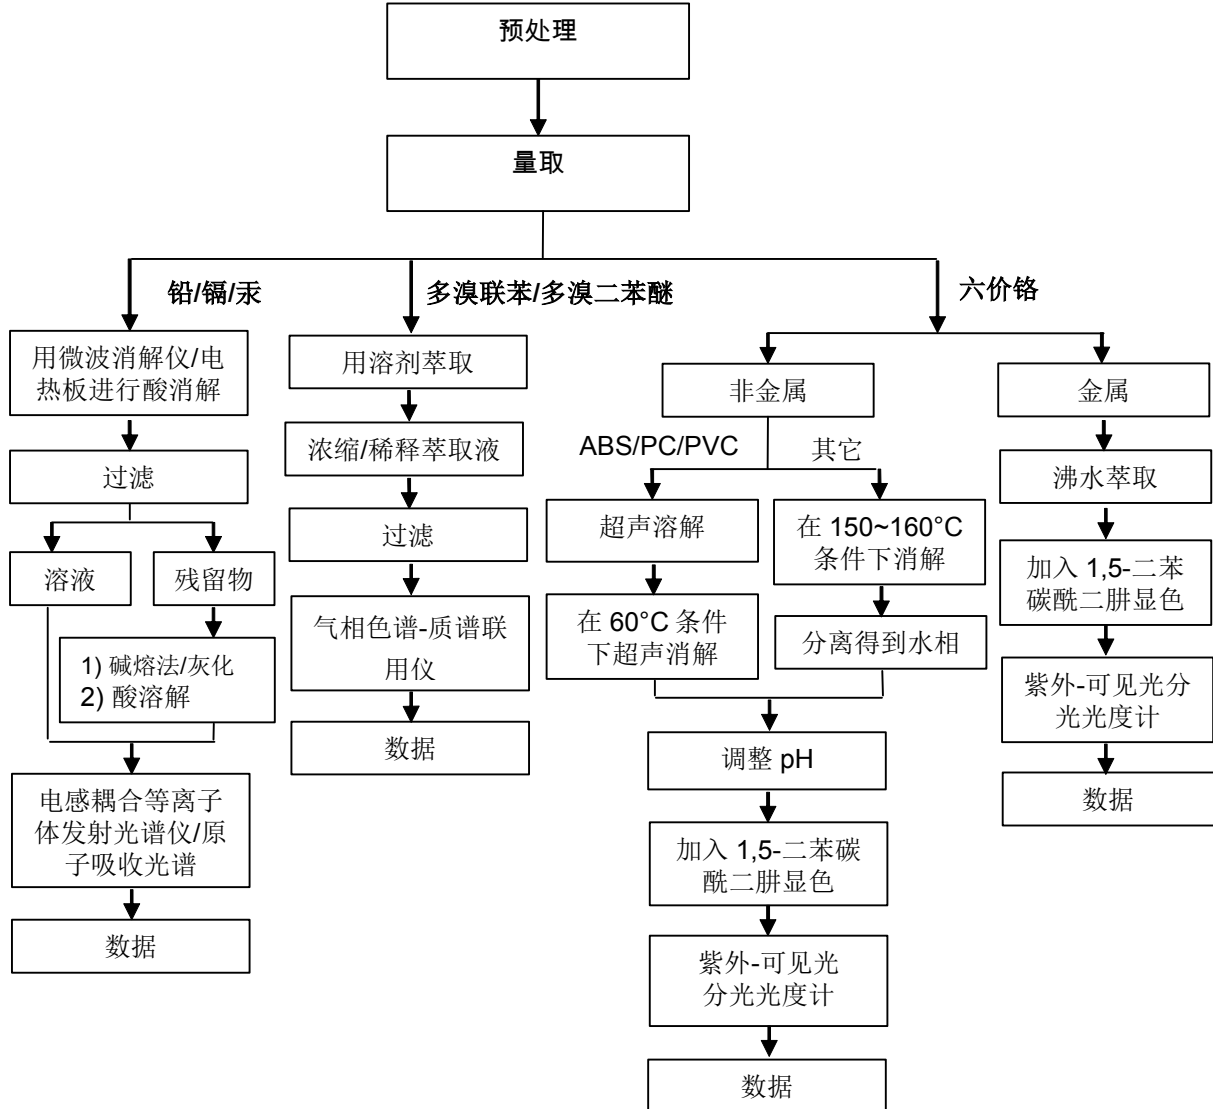 预处理
量取
铅/镉/汞
多溴联苯/多溴二苯醚
六价铬
用微波消解仪/电
热板进行酸消解
过滤
溶液
残留物
1) 碱熔法/灰化
2) 酸溶解
电感耦合等离子
体发射光谱仪/原
子吸收光谱
数据
用溶剂萃取
浓缩/稀释萃取液
过滤
气相色谱-质谱联
用仪
数据
非金属
ABS/PC/PVC
其它
超声溶解
在 60°C 条件
下超声消解
在 150~160°C
条件下消解
分离得到水相
调整 pH
加入 1,5-二苯碳
酰二肼显色
紫外-可见光
分光光度计
数据
金属
沸水萃取
加入 1,5-二苯
碳酰二肼显色
紫外-可见光分
光光度计
数据